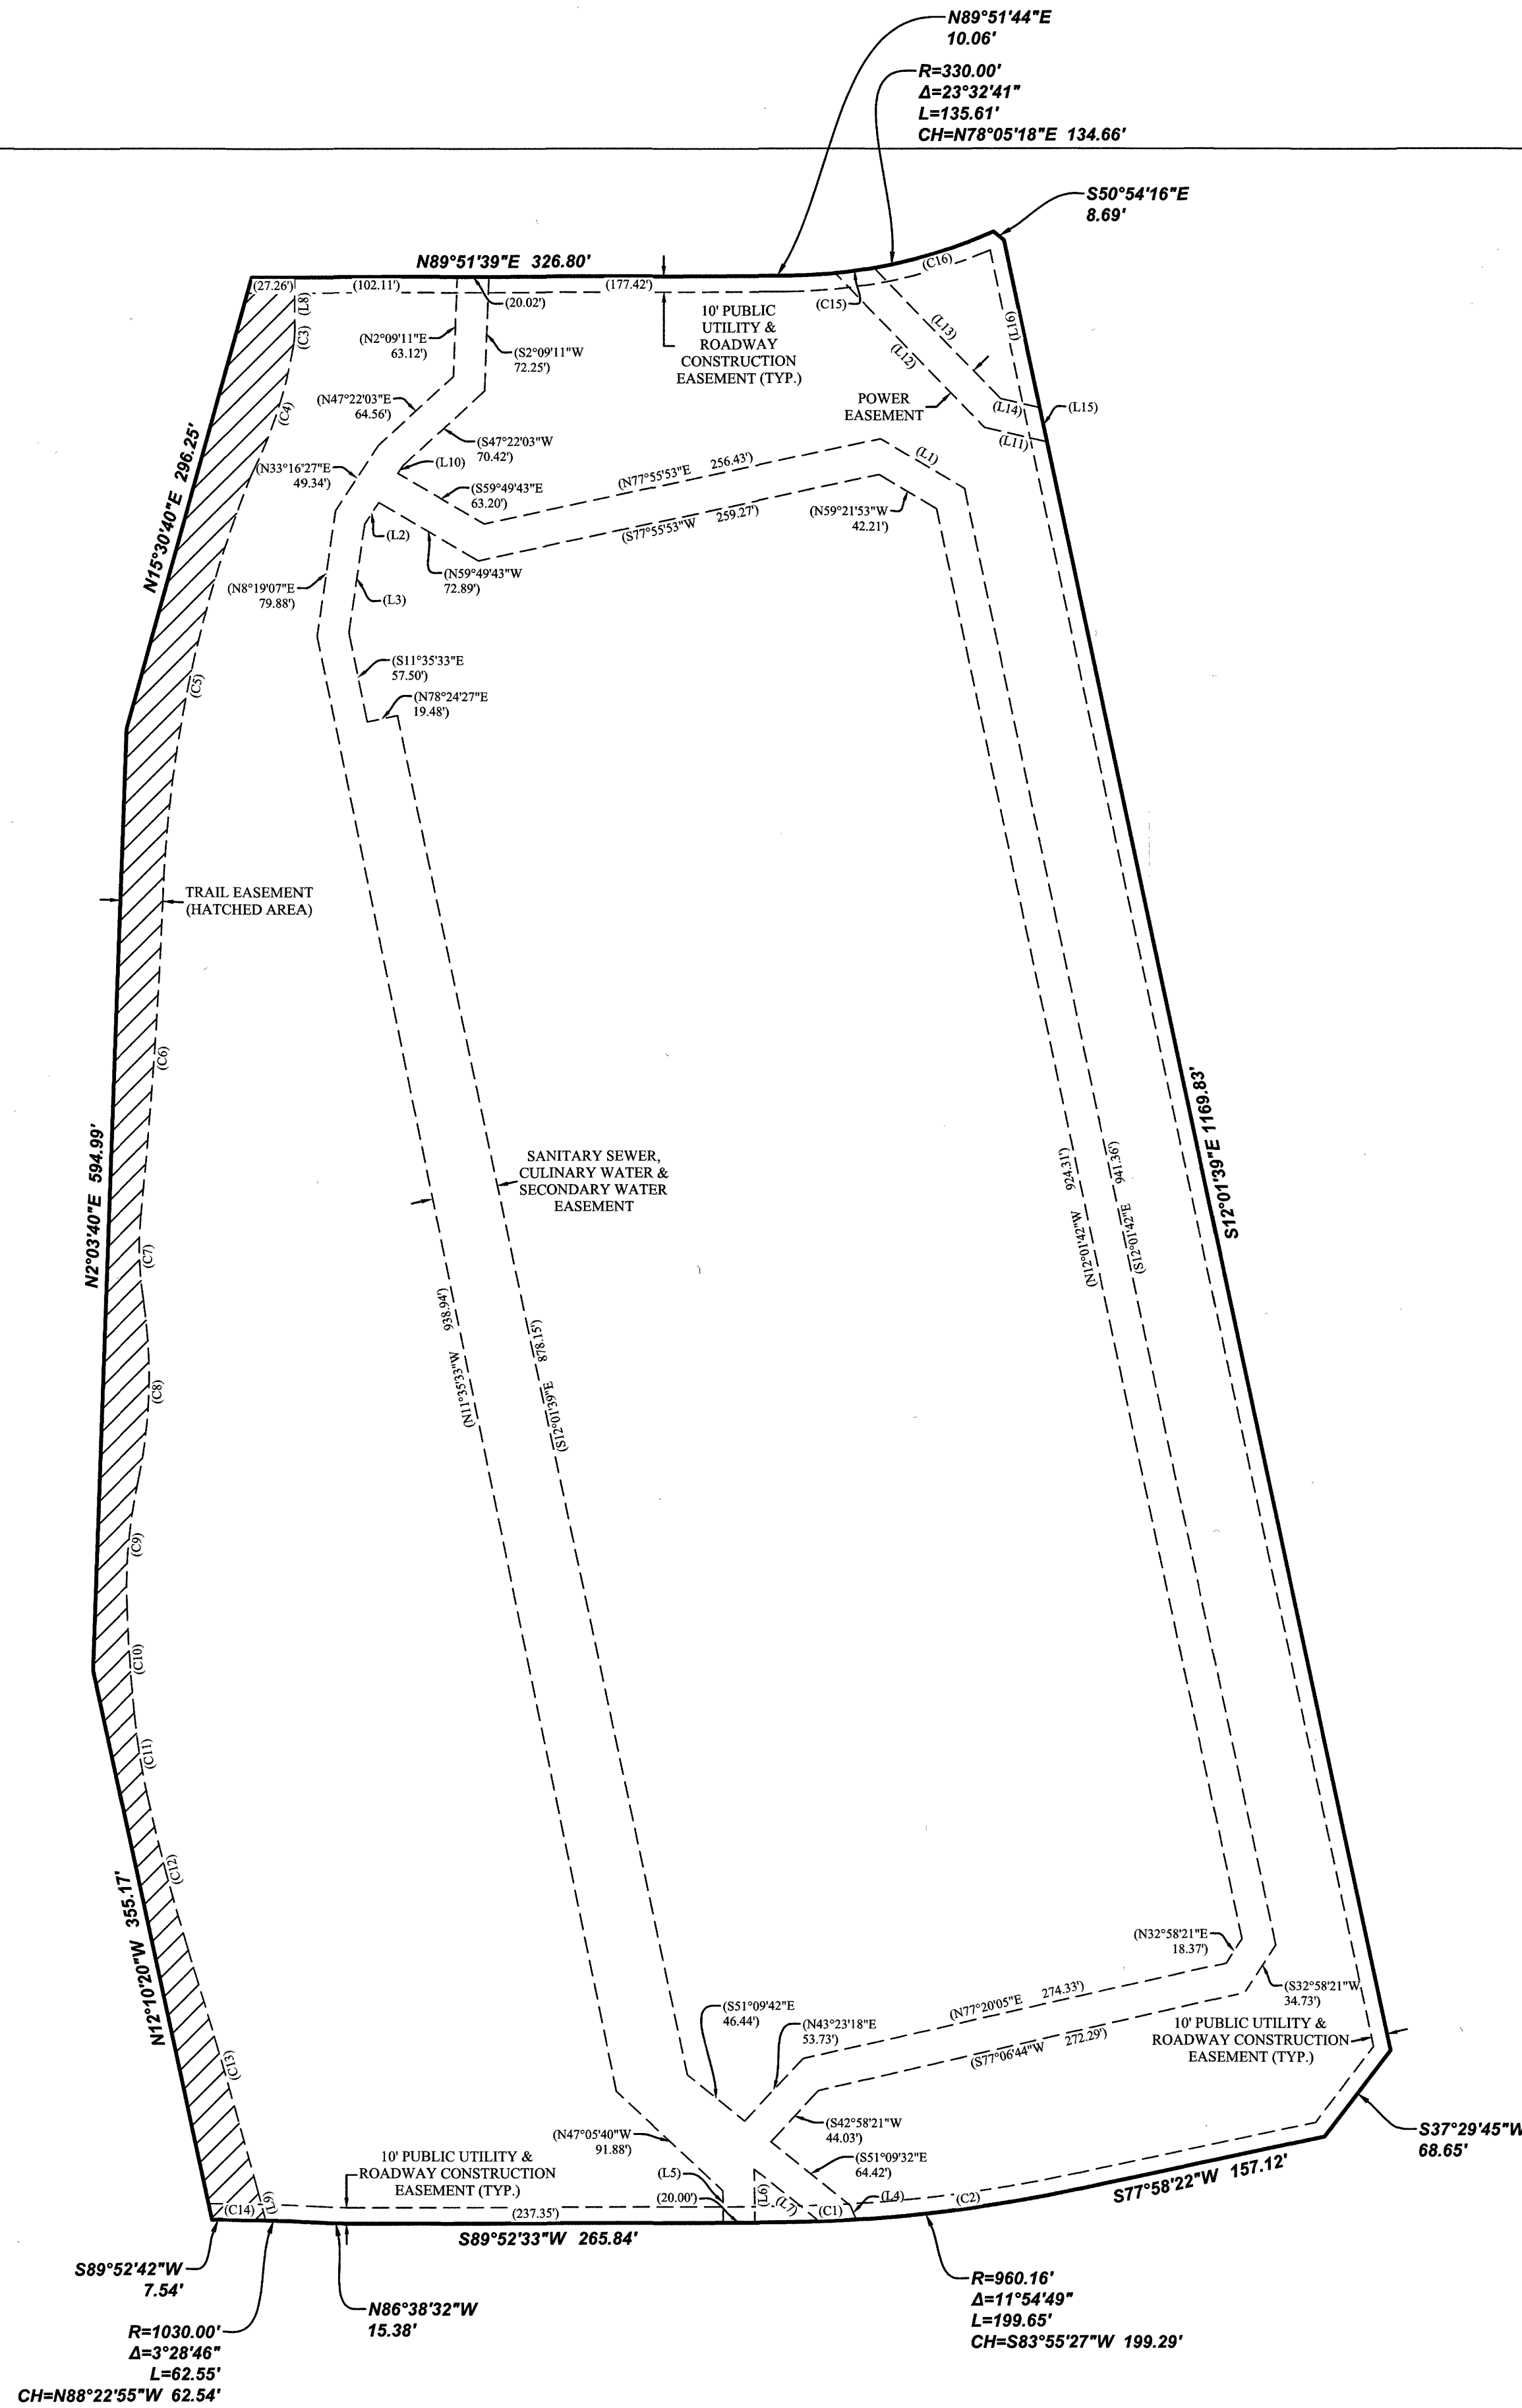 N89°51'44"E
10.06'
R=330.00'
Δ=23°32'41"
L=135.61'
CH=N78°05'18"E 134.66'
S50°54'16"E
8.69'
N89°51'39"E 326.80'
(C16)
(27.26')
(102.11')
(177.42')
(L8)
(20.02')
(C15)
10' PUBLIC
UTILITY &
ROADWAY
CONSTRUCTION
EASEMENT (TYP.)
(C3)
(N2°09'11"E
63.12')
(S2°09'11"W
72.25')
(L13)
(L16)
(L12)
(N47°22'03"E
64.56')
(C4)
POWER
EASEMENT
(L14)
(L15)
(L11)
(S47°22'03"W
70.42')
N15°30'40"E 296.25'
(N33°16'27"E
49.34')
(L10)
(S59°49'43"E
63.20')
(N77°55'53"E 256.43')
(L1)
(S77°55'53"W 259.27')
(N59°21'53"W
42.21')
(L2)
(N59°49'43"W
72.89')
(N8°19'07"E
79.88')
(L3)
(S11°35'33"E
57.50')
(C5)
(N78°24'27"E
19.48')
TRAIL EASEMENT
(HATCHED AREA)
(C6)
S12°01'39"E 1169.83'
N2°03'40"E 594.99'
SANITARY SEWER,
CULINARY WATER &
SECONDARY WATER
EASEMENT
(N12°01'42"W 924.31')
(S12°01'42"E 941.36')
(C7)
(N11°35'33"W 938.94')
(S12°01'39"E 878.15')
(C8)
(C9)
(C10)
(C11)
(C12)
N12°10'20"W 355.17'
(N32°58'21"E
18.37')
(S32°58'21"W
34.73')
(S51°09'42"E
46.44')
(N43°23'18"E
53.73')
(N77°20'05"E 274.33')
(S77°06'44"W 272.29')
10' PUBLIC UTILITY &
ROADWAY CONSTRUCTION
EASEMENT (TYP.)
(C13)
(S42°58'21"W
44.03')
(N47°05'40"W
91.88')
(S51°09'32"E
64.42')
S37°29'45"W
68.65'
10' PUBLIC UTILITY &
ROADWAY CONSTRUCTION
EASEMENT (TYP.)
(L5)
(L6)
(L7)
(L4)
(C1)
(C2)
S77°58'22"W 157.12'
(C14)
(L9)
(20.00')
(237.35')
S89°52'33"W 265.84'
S89°52'42"W
7.54'
N86°38'32"W
15.38'
R=960.16'
Δ=11°54'49"
L=199.65'
CH=S83°55'27"W 199.29'
R=1030.00'
Δ=3°28'46"
L=62.55'
CH=N88°22'55"W 62.54'